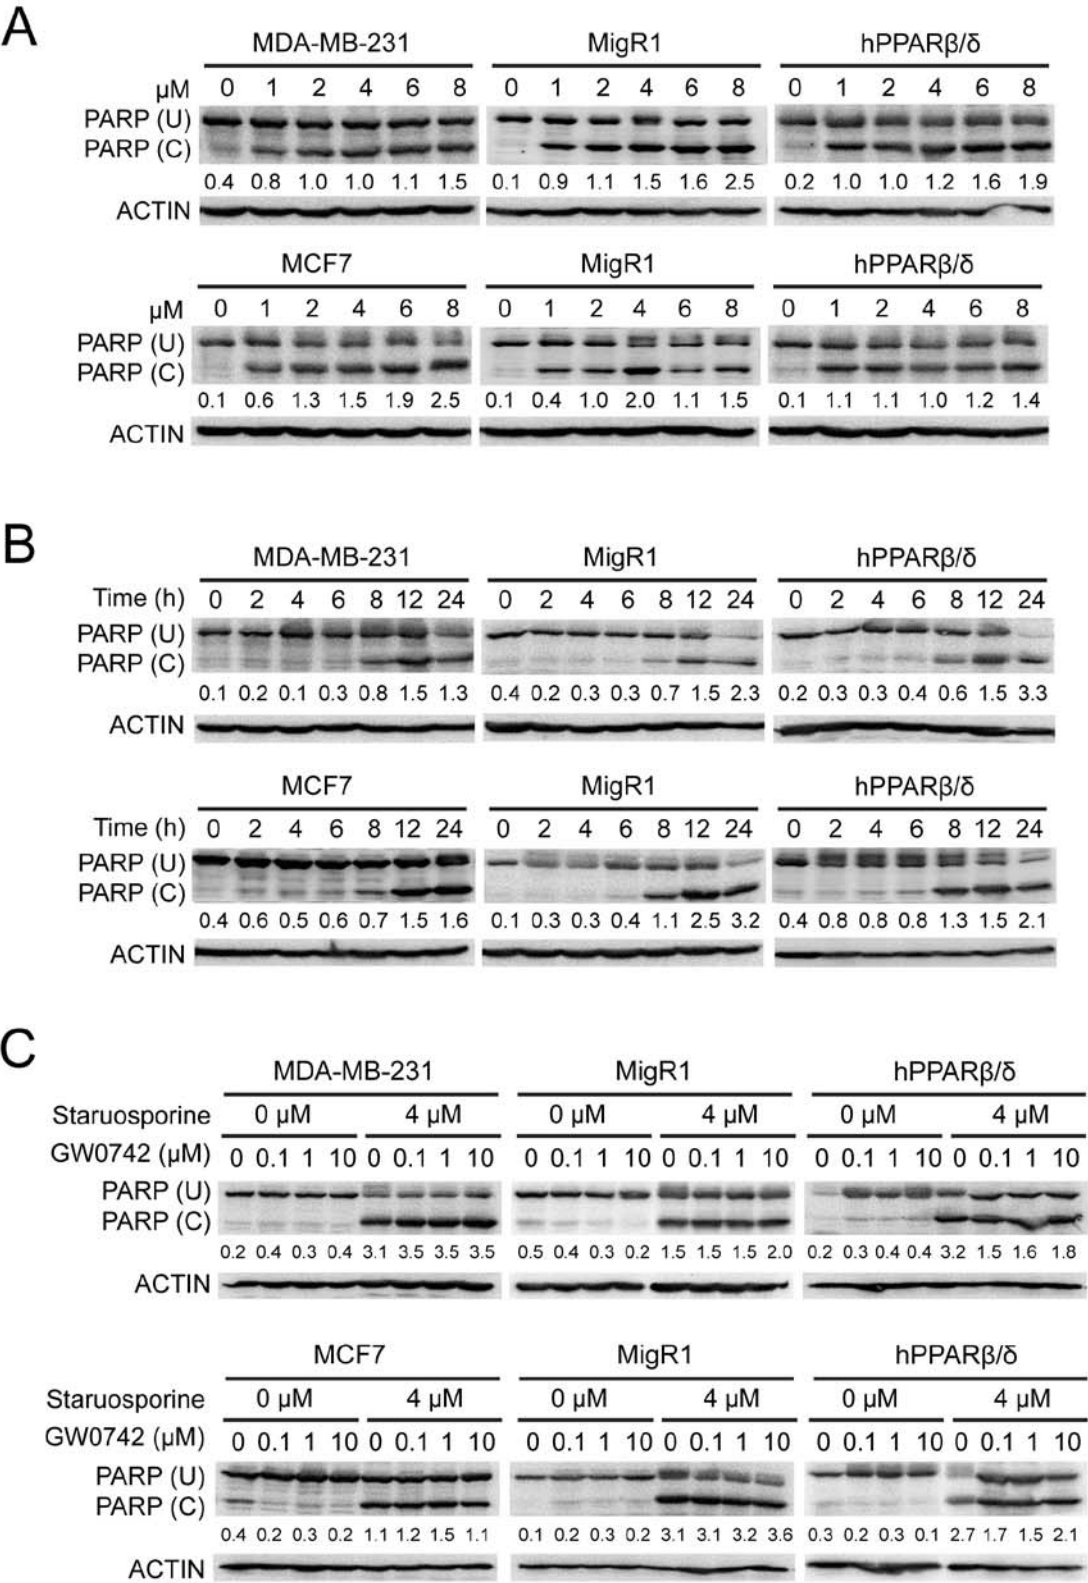 A
MDA-MB-231 MigR1 hPPARβ/δ
µM 0 1 2 4 6 8 0 1 2 4 6 8 0 1 2 4 6 8
PARP (U)
PARP (C)
0.4 0.8 1.0 1.0 1.1 1.5 0.1 0.9 1.1 1.5 1.6 2.5 0.2 1.0 1.0 1.2 1.6 1.9
ACTIN
MCF7 MigR1 hPPARβ/δ
µM 0 1 2 4 6 8 0 1 2 4 6 8 0 1 2 4 6 8
PARP (U)
PARP (C)
0.1 0.6 1.3 1.5 1.9 2.5 0.1 0.4 1.0 2.0 1.1 1.5 0.1 1.1 1.1 1.0 1.2 1.4
ACTIN
B
MDA-MB-231 MigR1 hPPARβ/δ
Time (h) 0 2 4 6 8 12 24 0 2 4 6 8 12 24 0 2 4 6 8 12 24
PARP (U)
PARP (C)
0.1 0.2 0.1 0.3 0.8 1.5 1.3 0.4 0.2 0.3 0.3 0.7 1.5 2.3 0.2 0.3 0.3 0.4 0.6 1.5 3.3
ACTIN
MCF7 MigR1 hPPARβ/δ
Time (h) 0 2 4 6 8 12 24 0 2 4 6 8 12 24 0 2 4 6 8 12 24
PARP (U)
PARP (C)
0.4 0.6 0.5 0.6 0.7 1.5 1.6 0.1 0.3 0.3 0.4 1.1 2.5 3.2 0.4 0.8 0.8 0.8 1.3 1.5 2.1
ACTIN
C
MDA-MB-231 MigR1 hPPARβ/δ
Staruosporine 0 µM 4 µM 0 µM 4 µM 0 µM 4 µM
GW0742 (µM) 0 0.1 1 10 0 0.1 1 10 0 0.1 1 10 0 0.1 1 10 0 0.1 1 10 0 0.1 1 10
PARP (U)
PARP (C)
0.2 0.4 0.3 0.4 3.1 3.5 3.5 3.5 0.5 0.4 0.3 0.2 1.5 1.5 1.5 2.0 0.2 0.3 0.4 0.4 3.2 1.5 1.6 1.8
ACTIN
MCF7 MigR1 hPPARβ/δ
Staruosporine 0 µM 4 µM 0 µM 4 µM 0 µM 4 µM
GW0742 (µM) 0 0.1 1 10 0 0.1 1 10 0 0.1 1 10 0 0.1 1 10 0 0.1 1 10 0 0.1 1 10
PARP (U)
PARP (C)
0.4 0.2 0.3 0.2 1.1 1.2 1.5 1.1 0.1 0.2 0.3 0.2 3.1 3.1 3.2 3.6 0.3 0.2 0.3 0.1 2.7 1.7 1.5 2.1
ACTIN